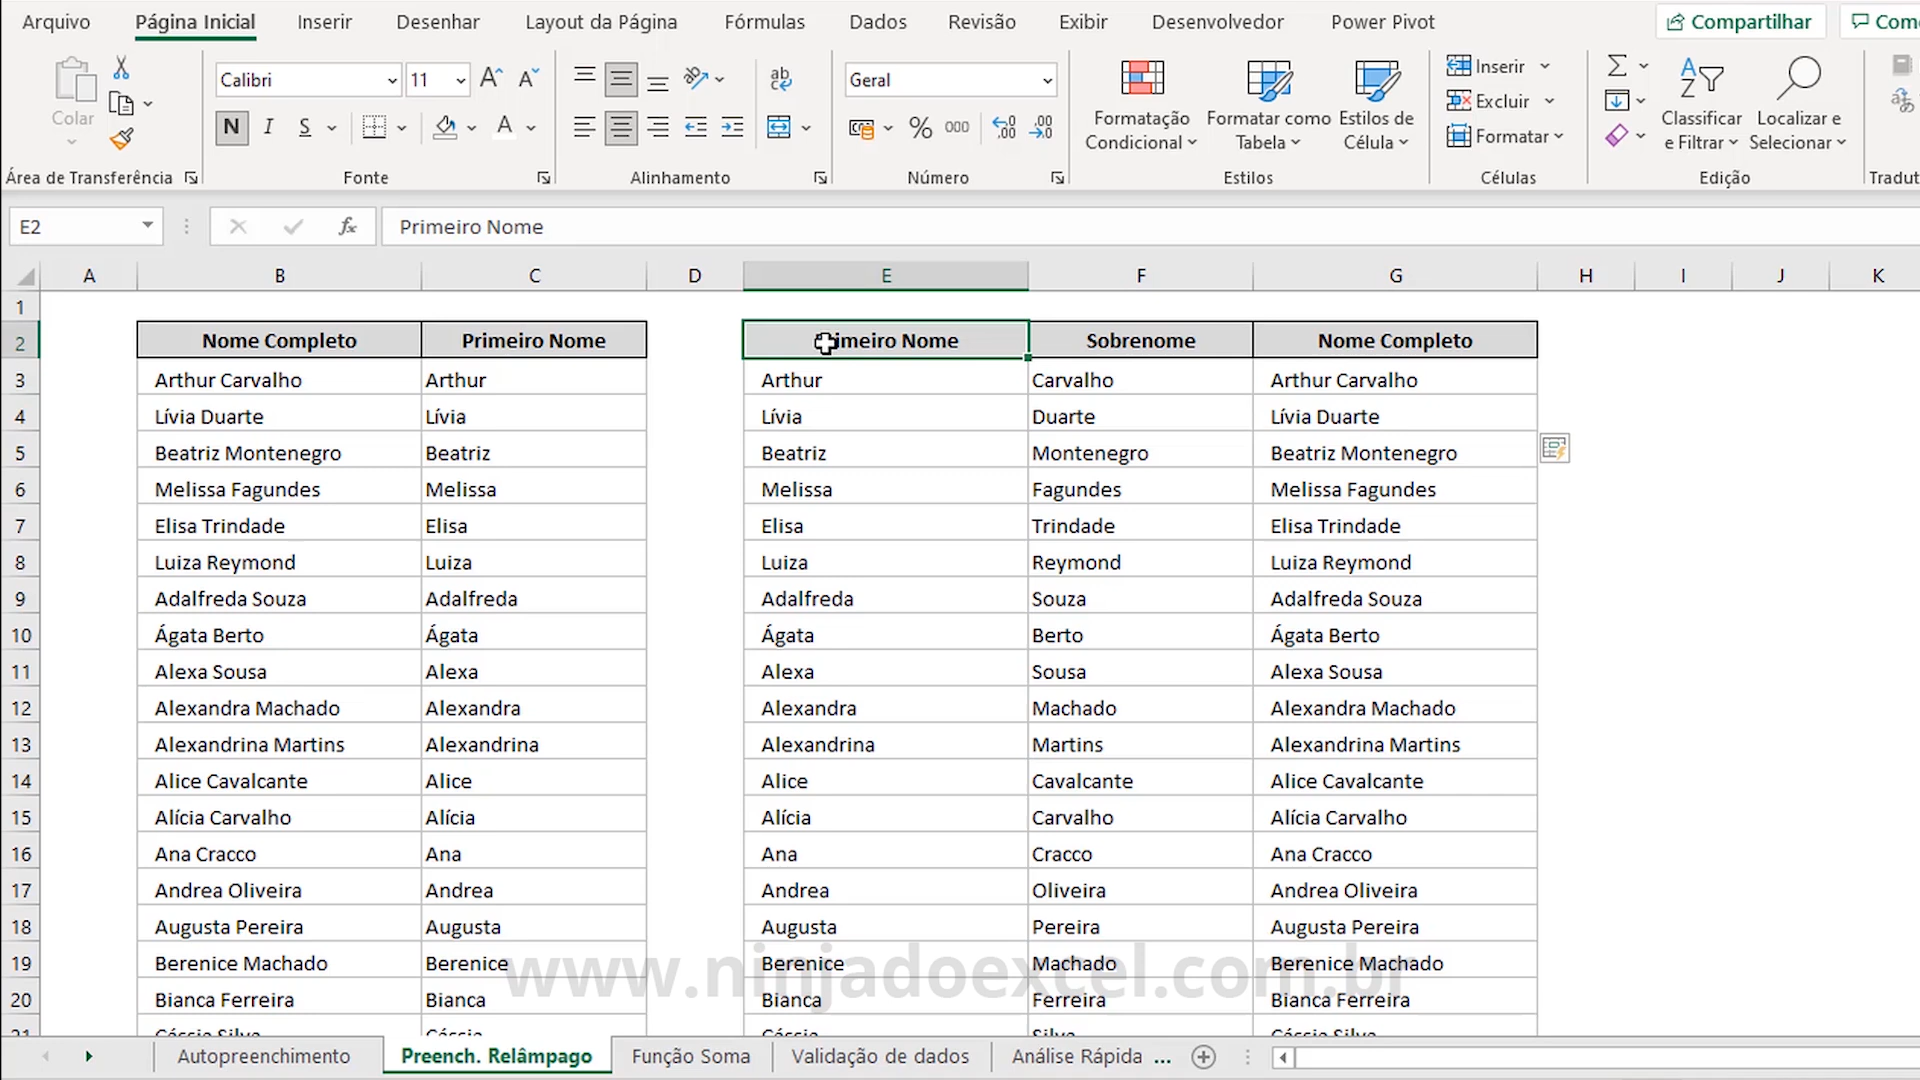 Arquivo Página Inicial Inserir Desenhar Layout da Página Fórmulas Dados Revisão Exibir Desenvolvedor Power Pivot Compartilhar
Colar
Calibri 11
N I S
ab
Geral
% 000
Formatação Condicional
Formatar como Tabela
Estilos de Célula
Inserir
Excluir
Formatar
Classificar e Filtrar
Localizar e Selecionar
Área de Transferência Fonte Alinhamento Número Estilos Células Edição
E2 fx Primeiro Nome
A B C D E F G H I J K
1
2 Nome Completo Primeiro Nome imeiro Nome Sobrenome Nome Completo
3 Arthur Carvalho Arthur Arthur Carvalho Arthur Carvalho
4 Lívia Duarte Lívia Lívia Duarte Lívia Duarte
5 Beatriz Montenegro Beatriz Beatriz Montenegro Beatriz Montenegro
6 Melissa Fagundes Melissa Melissa Fagundes Melissa Fagundes
7 Elisa Trindade Elisa Elisa Trindade Elisa Trindade
8 Luiza Reymond Luiza Luiza Reymond Luiza Reymond
9 Adalfreda Souza Adalfreda Adalfreda Souza Adalfreda Souza
10 Ágata Berto Ágata Ágata Berto Ágata Berto
11 Alexa Sousa Alexa Alexa Sousa Alexa Sousa
12 Alexandra Machado Alexandra Alexandra Machado Alexandra Machado
13 Alexandrina Martins Alexandrina Alexandrina Martins Alexandrina Martins
14 Alice Cavalcante Alice Alice Cavalcante Alice Cavalcante
15 Alícia Carvalho Alícia Alícia Carvalho Alícia Carvalho
16 Ana Cracco Ana Ana Cracco Ana Cracco
17 Andrea Oliveira Andrea Andrea Oliveira Andrea Oliveira
18 Augusta Pereira Augusta Augusta Pereira Augusta Pereira
19 Berenice Machado Berenice Berenice Machado Berenice Machado
www.ninjadoexcel.com.br
20 Bianca Ferreira Bianca Bianca Ferreira Bianca Ferreira
Autopreenchimento Preench. Relâmpago Função Soma Validação de dados Análise Rápida ...